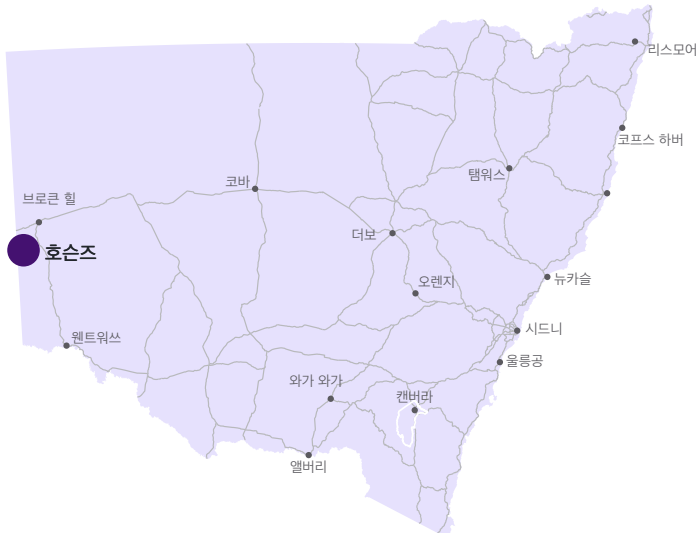 리스모어
코프스 하버
탬워스
코바
브로큰 힐
더보
호슨즈
오렌지
뉴카슬
시드니
웬트워쓰
울릉공
와가 와가
캔버라
앨버리